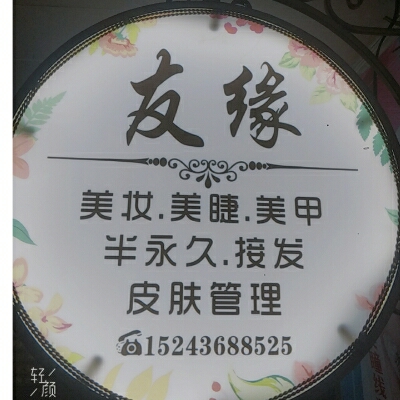 友缘
美妆.美睫.美甲
半永久.接发
皮肤管理
☎15243688525
轻颜